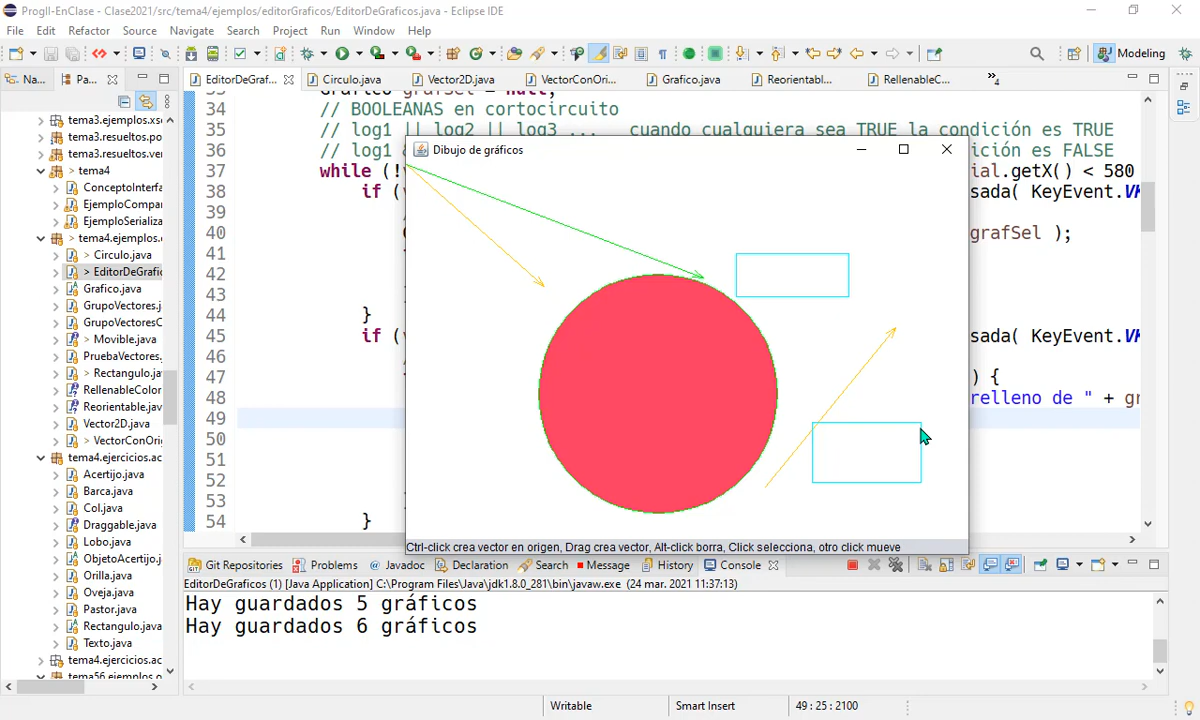 ProgII-EnClase - Clase2021/src/tema4/ejemplos/editorGraficos/EditorDeGraficos.java - Eclipse IDE
File Edit Refactor Source Navigate Search Project Run Window Help
Modeling
Na... Pa...
EditorDeGraf... Circulo.java Vector2D.java VectorConOri... Grafico.java Reorientabl... RellenableC... 4
tema3.ejemplos.xs
tema3.resueltos.po
tema3.resueltos.ver
> tema4
ConceptoInterfa
EjemploCompar
EjemploSerializa
> tema4.ejemplos.
> Circulo.java
> EditorDeGrafic
Grafico.java
GrupoVectores.j
GrupoVectoresC
> Movible.java
PruebaVectores.
> Rectangulo.ja
RellenableColor
Reorientable.jav
Vector2D.java
> VectorConOri
tema4.ejercicios.ac
Acertijo.java
Barca.java
Col.java
Draggable.java
Lobo.java
ObjetoAcertijo.j
Orilla.java
Oveja.java
Pastor.java
Rectangulo.java
Texto.java
tema4.ejercicios.ac
tema56.ejemplos.o
33 Grafico grafSel = null;
34 // BOOLEANAS en cortocircuito
35 // log1 || log2 || log3 ... cuando cualquiera sea TRUE la condición es TRUE
36 // log1 ición es FALSE
37 while (! ial.getX() < 580
38 if ( sada( KeyEvent.VK
39
40 grafSel );
41
42
43
44 }
45 if ( sada( KeyEvent.VK
46
47 ) {
48 relleno de " + gr
49
50
51
52
53
54 }
Dibujo de gráficos
Ctrl-click crea vector en origen, Drag crea vector, Alt-click borra, Click selecciona, otro click mueve
Git Repositories Problems Javadoc Declaration Search Message History Console
EditorDeGraficos (1) [Java Application] C:\Program Files\Java\jdk1.8.0_281\bin\javaw.exe (24 mar. 2021 11:37:13)
Hay guardados 5 gráficos
Hay guardados 6 gráficos
Writable Smart Insert 49 : 25 : 2100